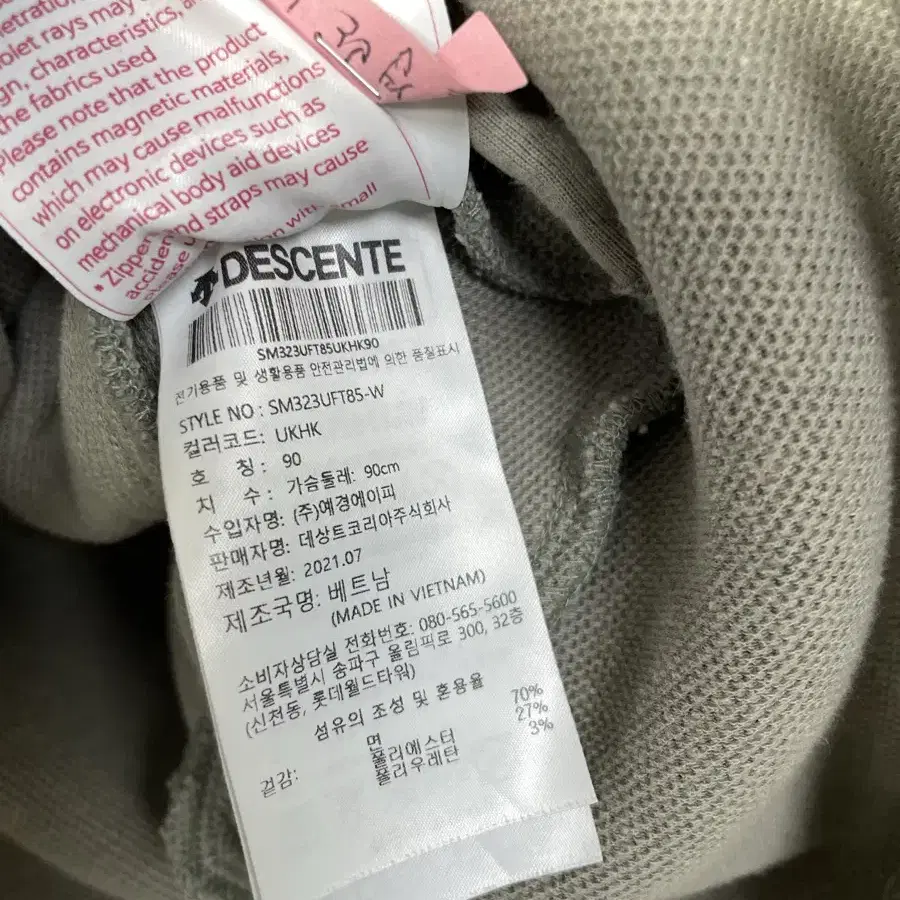 etration
olet rays may
gn, characteristics, a
the fabrics used
Please note that the product
contains magnetic materials,
which may cause malfunctions
on electronic devices such as
mechanical body aid devices
* Zipper and straps may cause
acciden
please
DESCENTE
SM323UFT85UKHK90
전기용품 및 생활용품 안전관리법에 의한 품질표시
STYLE NO : SM323UFT85-W
컬러코드: UKHK
호 칭: 90
치 수: 가슴둘레: 90cm
수입자명: (주)예경에이피
판매자명: 데상트코리아주식회사
제조년월: 2021.07
제조국명: 베트남
(MADE IN VIETNAM)
소비자상담실 전화번호: 080-565-5600
서울특별시 송파구 올림픽로 300, 32층
(신천동, 롯데월드타워)
섬유의 조성 및 혼용율
면 70%
폴리에스터 27%
겉감: 폴리우레탄 3%